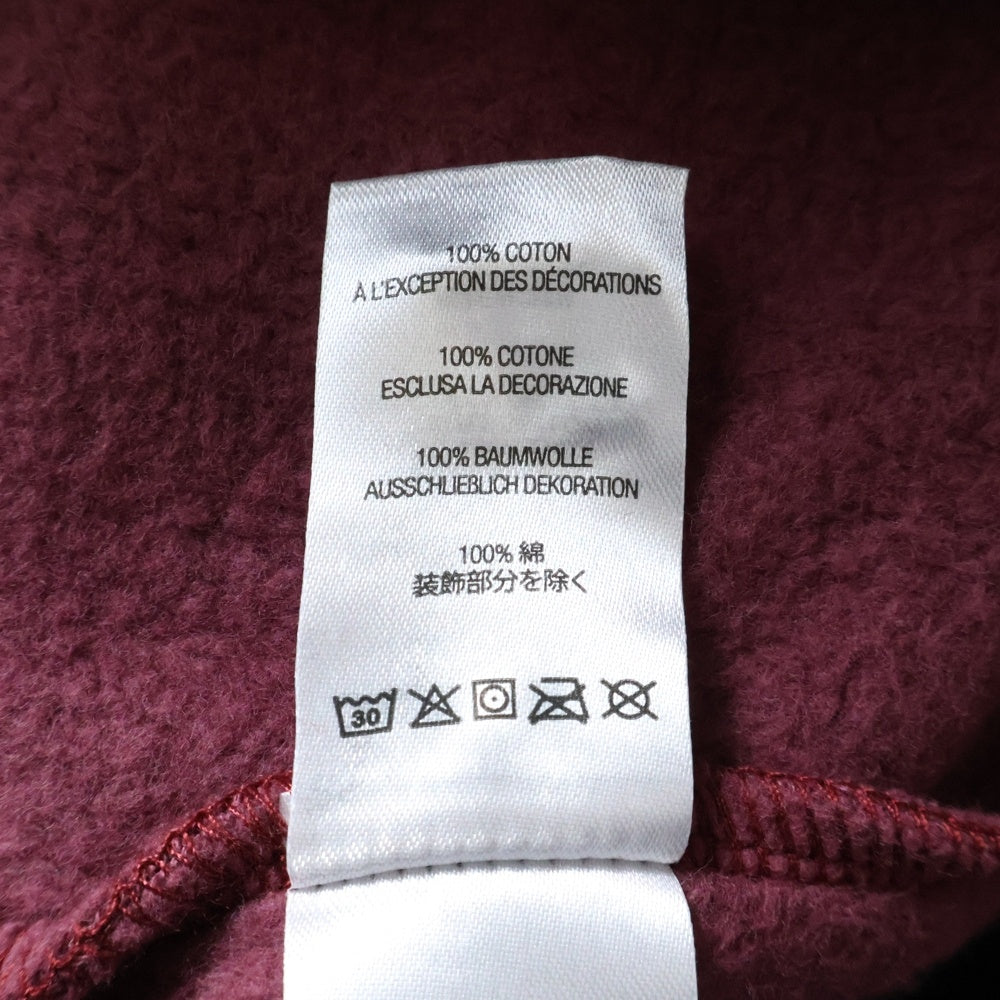 100% COTON
À L'EXCEPTION DES DÉCORATIONS
100% COTONE
ESCLUSA LA DECORAZIONE
100% BAUMWOLLE
AUSSCHLIEßLICH DEKORATION
100% 綿
装飾部分を除く
30